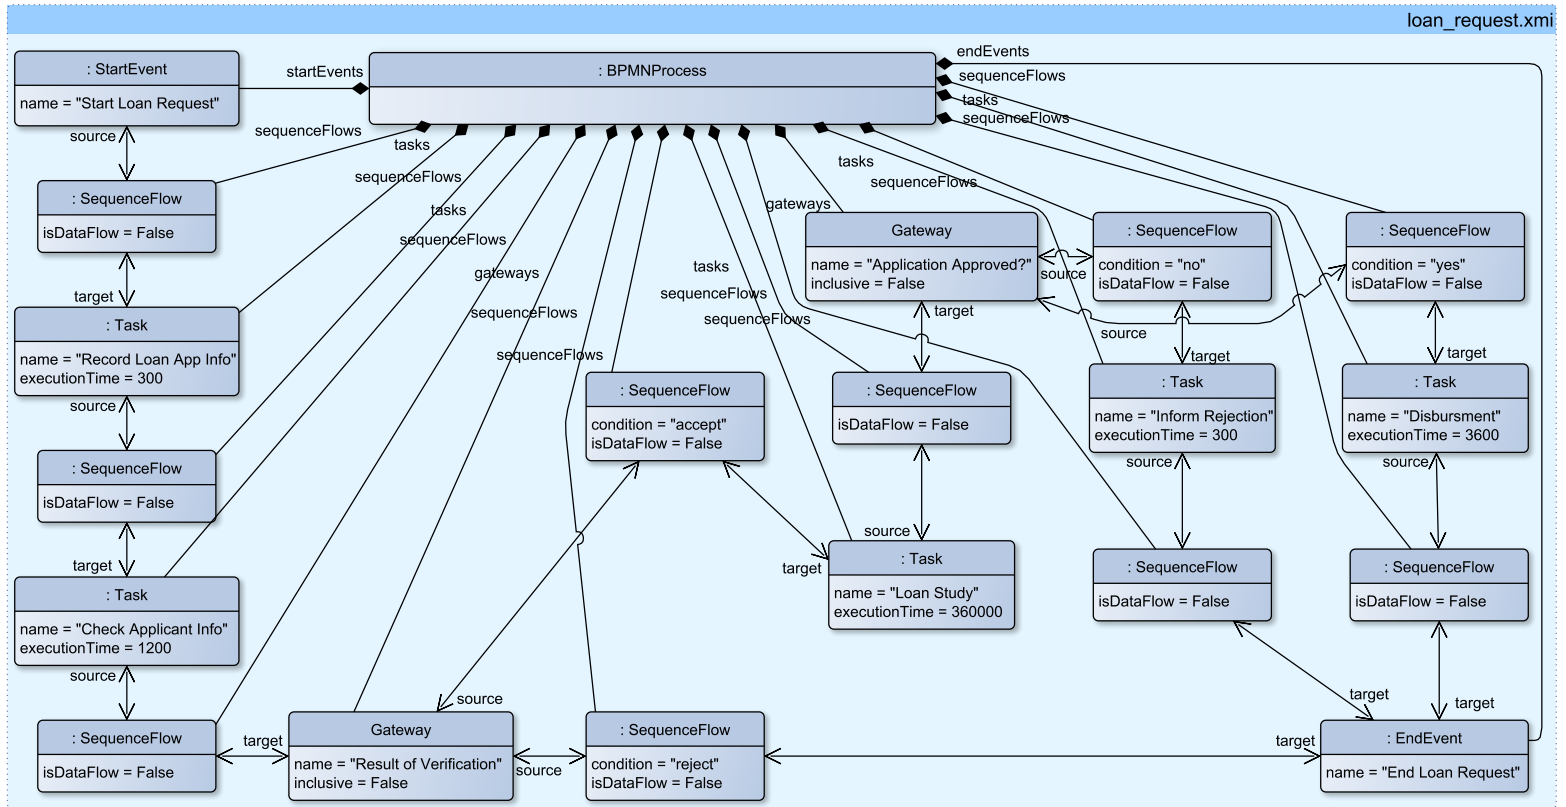 loan_request.xmi
: StartEvent
name = "Start Loan Request"
startEvents
: BPMNProcess
endEvents
sequenceFlows
tasks
sequenceFlows
source
sequenceFlows
tasks
sequenceFlows
tasks
sequenceFlows
gateways
sequenceFlows
sequenceFlows
tasks
sequenceFlows
sequenceFlows
gateways
tasks
sequenceFlows
: SequenceFlow
isDataFlow = False
target
: Task
name = "Record Loan App Info"
executionTime = 300
source
: SequenceFlow
isDataFlow = False
target
: Task
name = "Check Applicant Info"
executionTime = 1200
source
: SequenceFlow
isDataFlow = False
target
Gateway
name = "Result of Verification"
inclusive = False
source
source
: SequenceFlow
condition = "reject"
isDataFlow = False
: SequenceFlow
condition = "accept"
isDataFlow = False
target
: Task
name = "Loan Study"
executionTime = 360000
source
: SequenceFlow
isDataFlow = False
target
Gateway
name = "Application Approved?"
inclusive = False
source
source
: SequenceFlow
condition = "no"
isDataFlow = False
target
: Task
name = "Inform Rejection"
executionTime = 300
source
: SequenceFlow
isDataFlow = False
target
: SequenceFlow
condition = "yes"
isDataFlow = False
target
: Task
name = "Disbursment"
executionTime = 3600
source
: SequenceFlow
isDataFlow = False
target
target
: EndEvent
name = "End Loan Request"